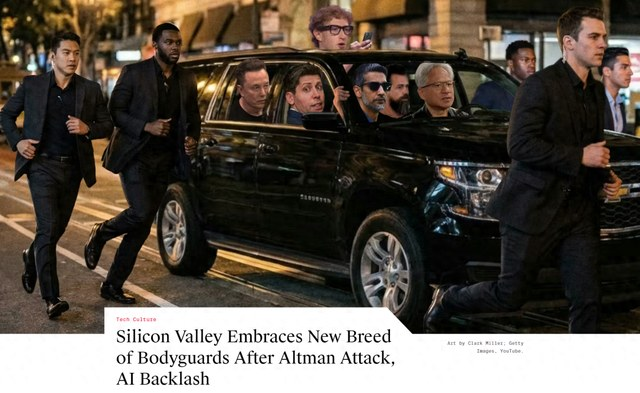 Tech Culture
Silicon Valley Embraces New Breed
of Bodyguards After Altman Attack,
AI Backlash
Art by Clark Miller; Getty
Images, YouTube.